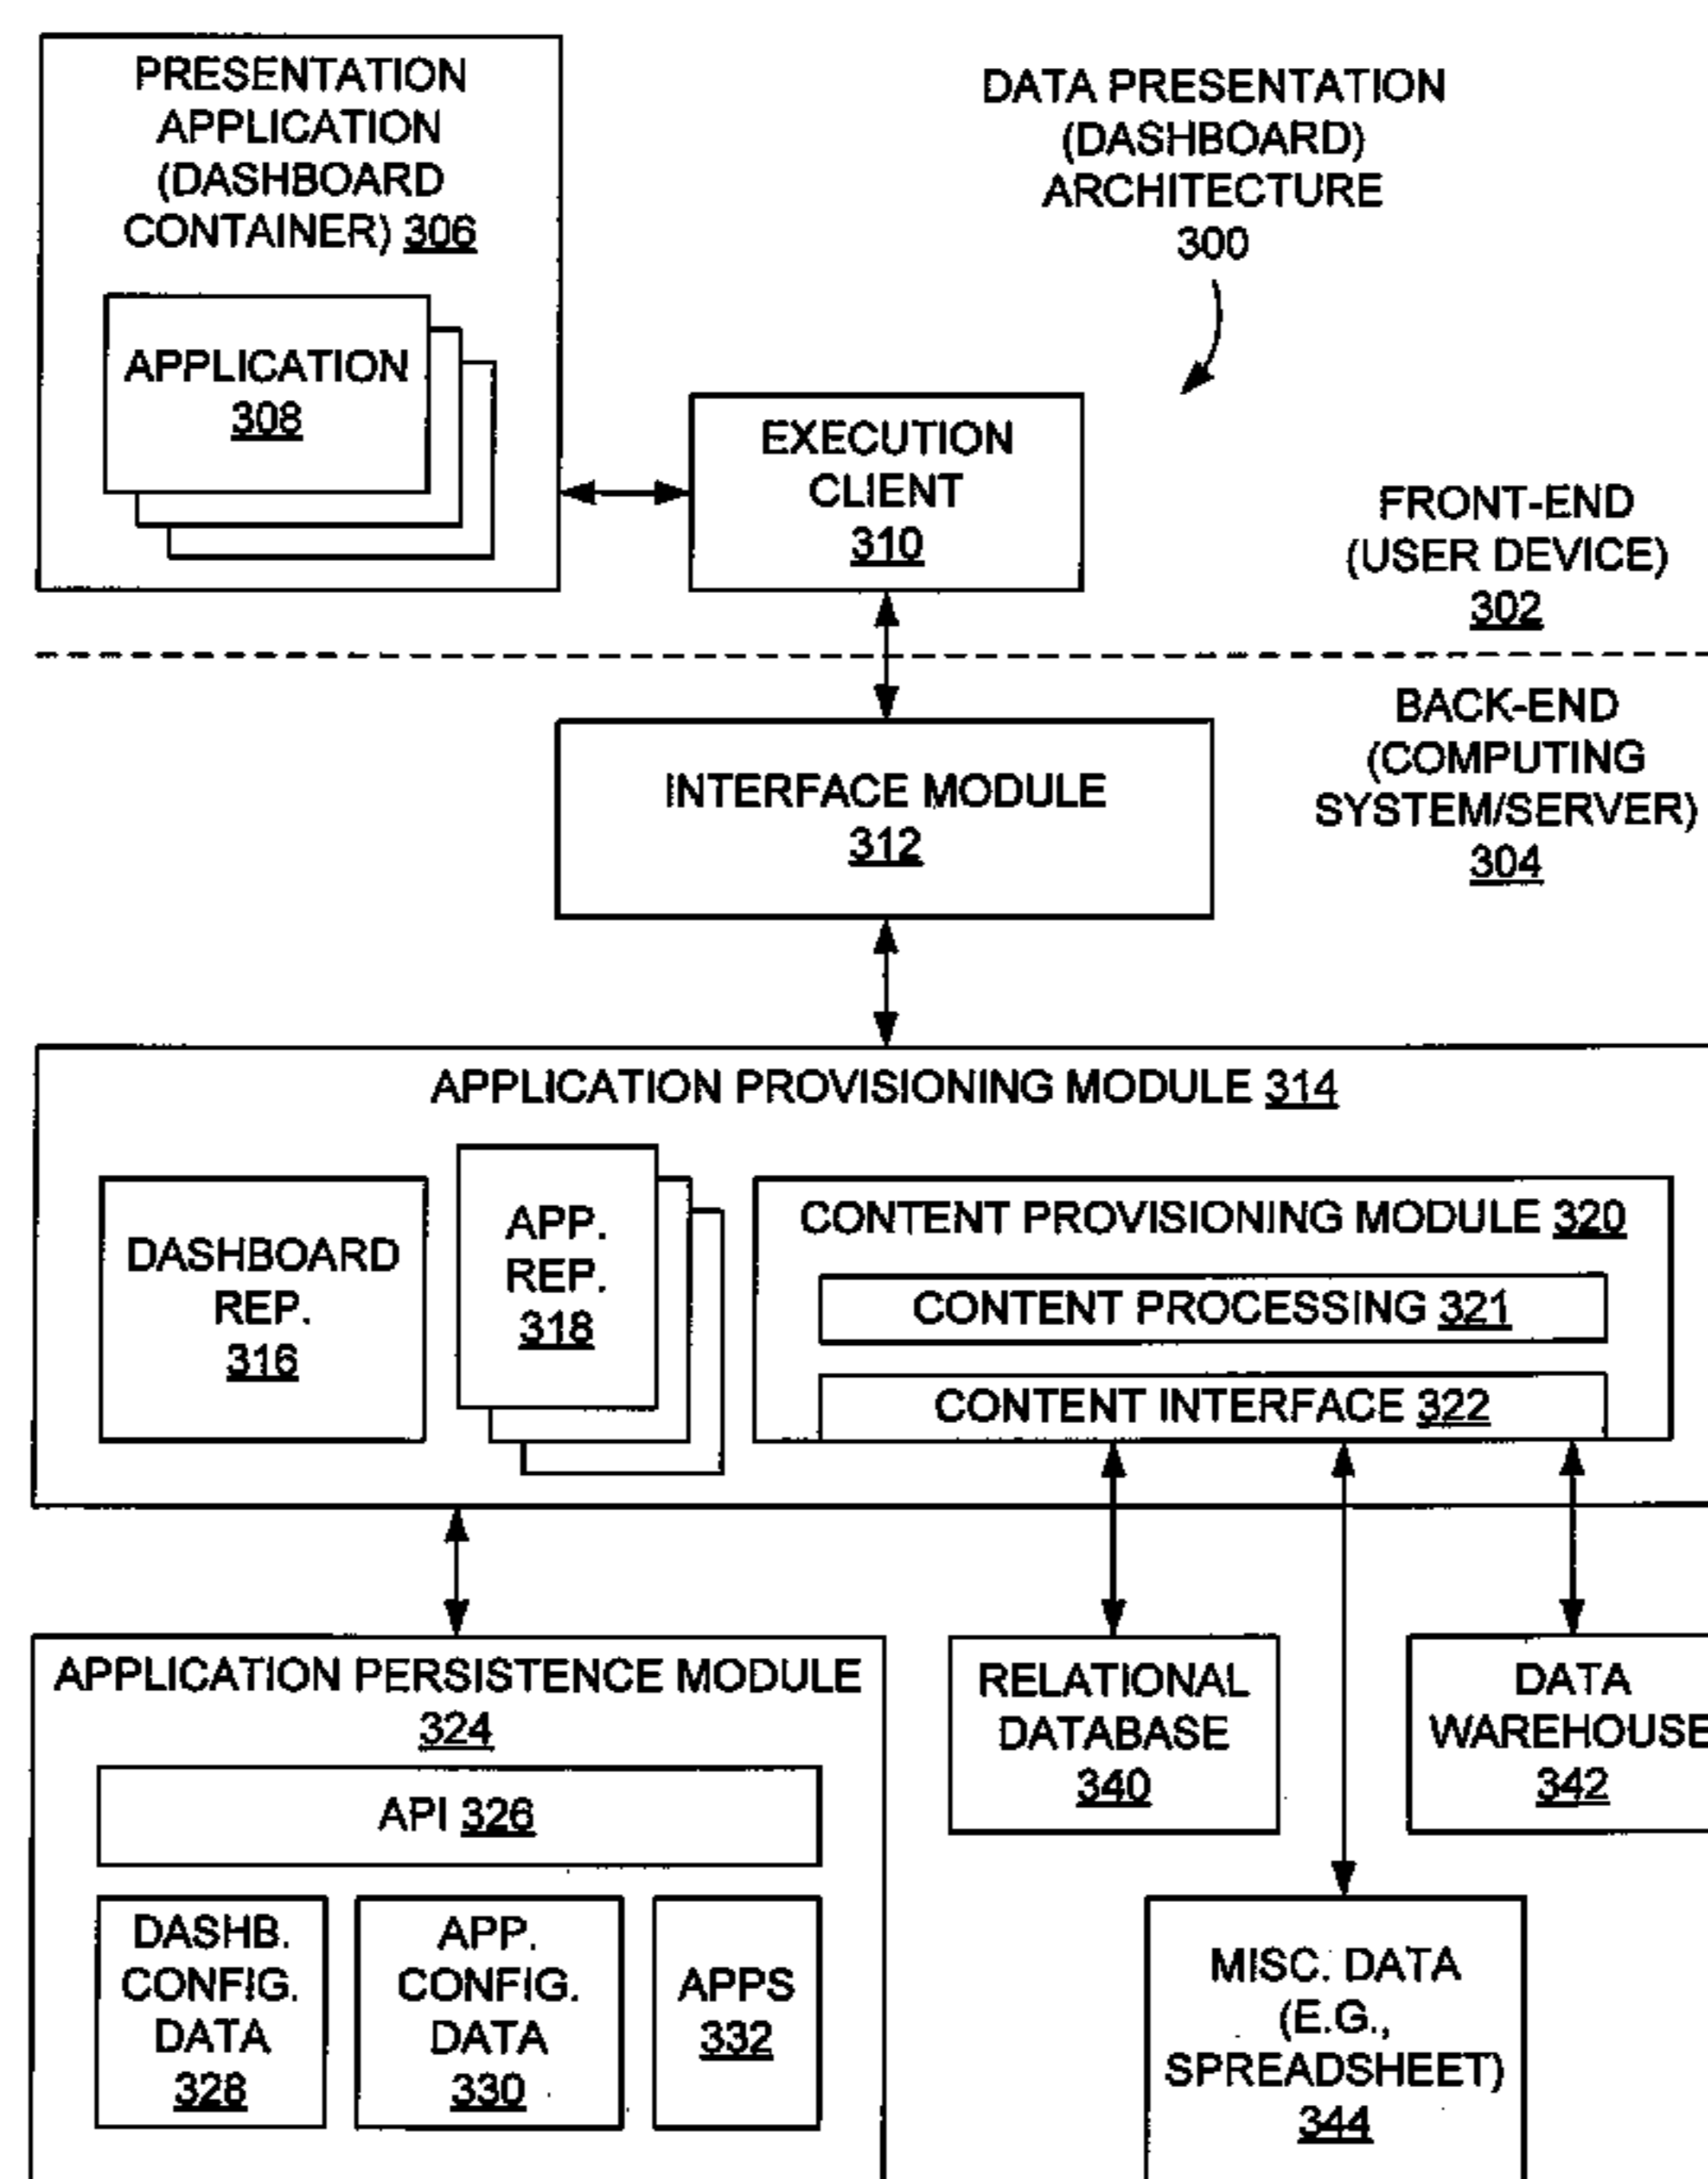 PRESENTATION
APPLICATION
(DASHBOARD
CONTAINER) 306
APPLICATION
308
DATA PRESENTATION
(DASHBOARD)
ARCHITECTURE
300
EXECUTION
CLIENT
310
FRONT-END
(USER DEVICE)
302
BACK-END
(COMPUTING
SYSTEM/SERVER)
304
INTERFACE MODULE
312
APPLICATION PROVISIONING MODULE 314
DASHBOARD
REP.
316
APP.
REP.
318
CONTENT PROVISIONING MODULE 320
CONTENT PROCESSING 321
CONTENT INTERFACE 322
APPLICATION PERSISTENCE MODULE
324
API 326
DASHB.
CONFIG.
DATA
328
APP.
CONFIG.
DATA
330
APPS
332
RELATIONAL
DATABASE
340
DATA
WAREHOUSE
342
MISC. DATA
(E.G.,
SPREADSHEET)
344